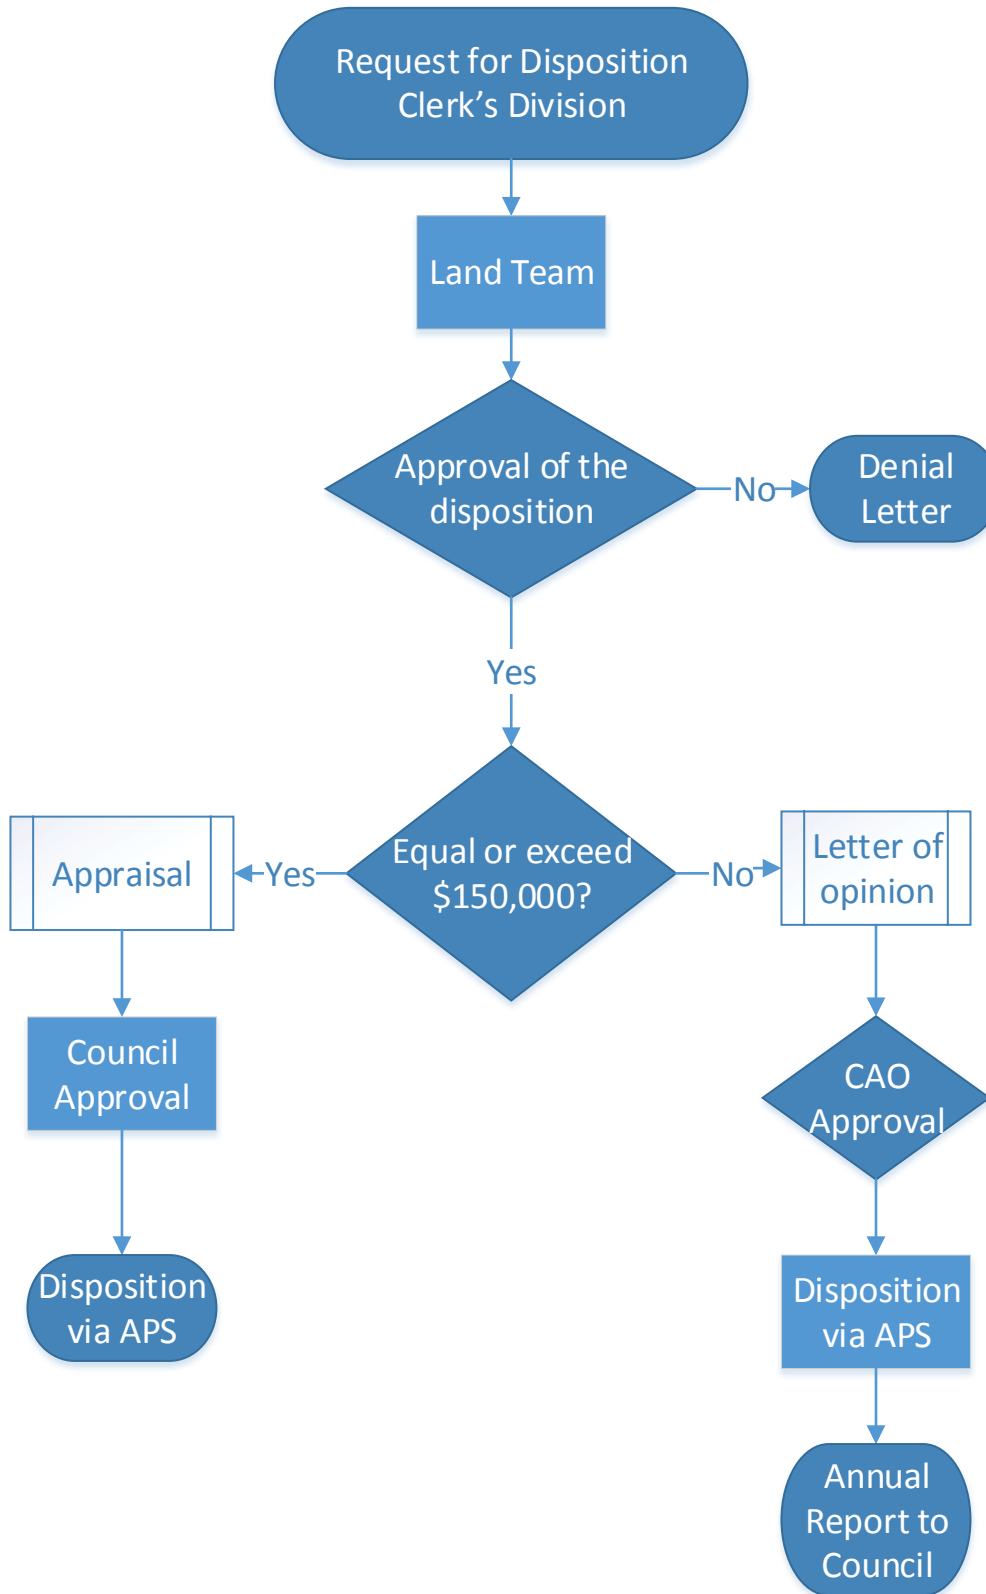 Request for Disposition
Clerk's Division
Land Team
Approval of the
disposition
No
Denial
Letter
Yes
Equal or exceed
$150,000?
Yes
Appraisal
No
Letter of
opinion
Council
Approval
CAO
Approval
Disposition
via APS
Disposition
via APS
Annual
Report to
Council